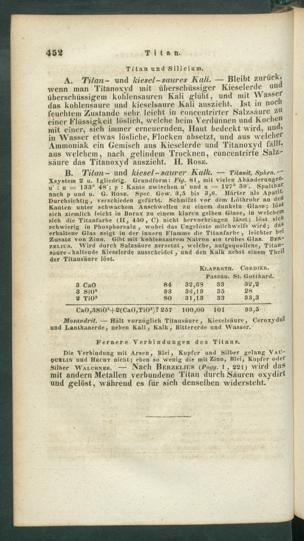 452 Titan.
Titan und Silicium.
A. Titan- und kiesel-saures Kali. — Bleibt zurück,
wenn man Titanoxyd mit überschüssiger Kieselerde und
überschüssigem kohlensauren Kali glüht, und mit Wasser
das kohlensaure und kieselsaure Kali auszieht. Ist in noch
feuchtem Zustande sehr leicht in concentrirter Salzsäure zu
einer Flüssigkeit löslich, welche beim Verdünnen und Kochen
mit einer, sich immer erneuernden, Haut bedeckt wird, und,
in Wasser etwas lösliche, Flocken absetzt, und aus welcher
Ammoniak ein Gemisch aus Kieselerde und Titanoxyd fällt,
aus welchem, nach gelindem Trocknen, concentrirte Salz-
säure das Titanoxyd auszieht. H. Rose.
B. Titan- und kiesel-saurer Kalk. — Titanit, Sphen. —
Xsystem 2 u. 1gliedrig. Grundform: Fig. 81, mit vielen Abänderungen.
u' : u = 133° 48'; p : Kante zwischen u' und u = 127° 39'. Spaltbar
nach p und u. G. Rose. Spec. Gew. 3,5 bis 3,6. Härter als Apatit.
Durchsichtig, verschieden gefärbt. Schmilzt vor dem Löthrohr an den
Kanten unter schwachem Anschwellen zu einem dunkeln Glase; löst
sich ziemlich leicht in Borax zu einem klaren gelben Glase, in welchem
sich die Titanfarbe (II, 450, C) nicht hervorbringen lässt; löst sich
schwierig in Phosphorsalz, wobei das Ungelöste milchweiß wird; das
erhaltene Glas zeigt in der innern Flamme die Titanfarbe, leichter bei
Zusatz von Zinn. Gibt mit kohlensaurem Natron ein trübes Glas. Ber-
zelius. Wird durch Salzsäure zersetzt, welche, aufgequollene, Titan-
säure-haltende Kieselerde ausscheidet, und den Kalk nebst einem Theil
der Titansäure löst.
Klaproth. Cordier.
Passau. St. Gotthard.
3 CaO 84 32,68 33 32,2
3 SiO² 93 36,19 35 28
2 TiO² 80 31,13 33 33,3
CaO,3SiO²+2(CaO,TiO²)? 257 100,00 101 93,5
Mosandrit. — Hält vorzüglich Titansäure, Kieselsäure, Ceroxydul
und Lanthanerde, neben Kali, Kalk, Bittererde und Wasser.
Fernere Verbindungen des Titans.
Die Verbindung mit Arsen, Blei, Kupfer und Silber gelang Vau-
quelin und Hecht nicht; eben so wenig die mit Zinn, Blei, Kupfer oder
Silber Walchner. — Nach Berzelius (Pogg. 1, 221) wird das
mit andern Metallen verbundene Titan durch Säuren oxydirt
und gelöst, während es für sich denselben widersteht.